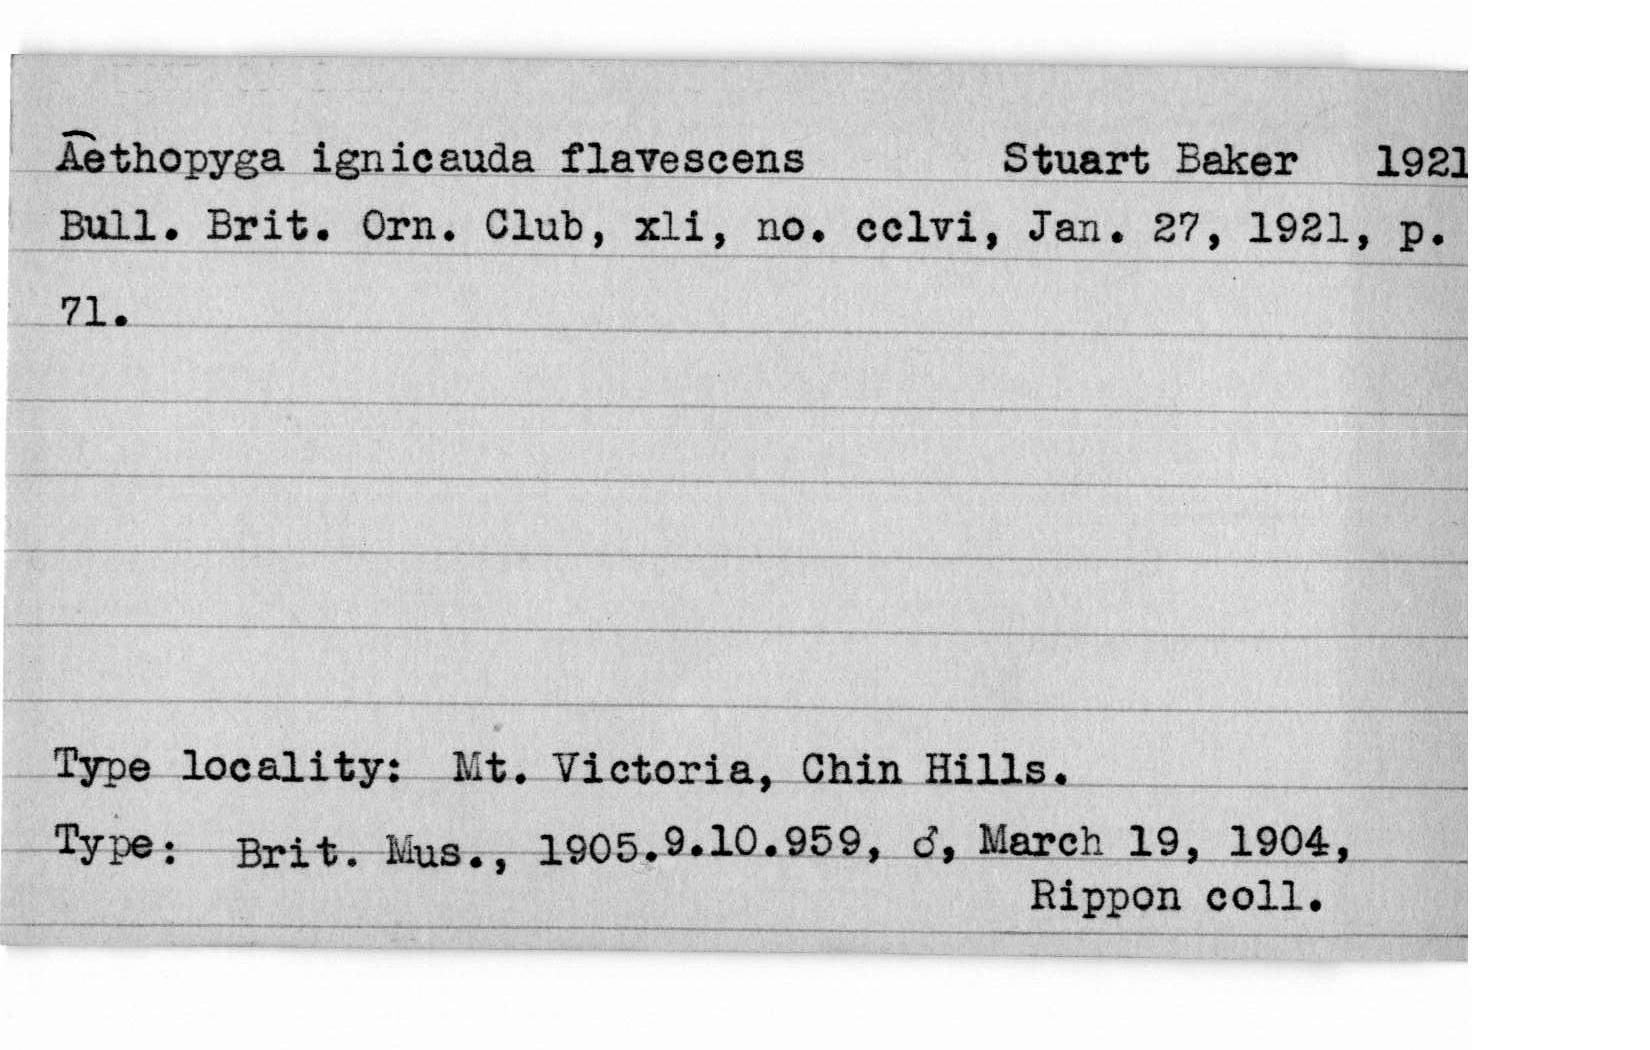 Aethopyga ignicauda flavescens Stuart Baker 1921
Bull. Brit. Orn. Club, xli, no. cclvi, Jan. 27, 1921, p.
71.
Type locality: Mt. Victoria, Chin Hills.
Type: Brit. Mus., 1905.9.10.959, ♂, March 19, 1904,
Rippon coll.